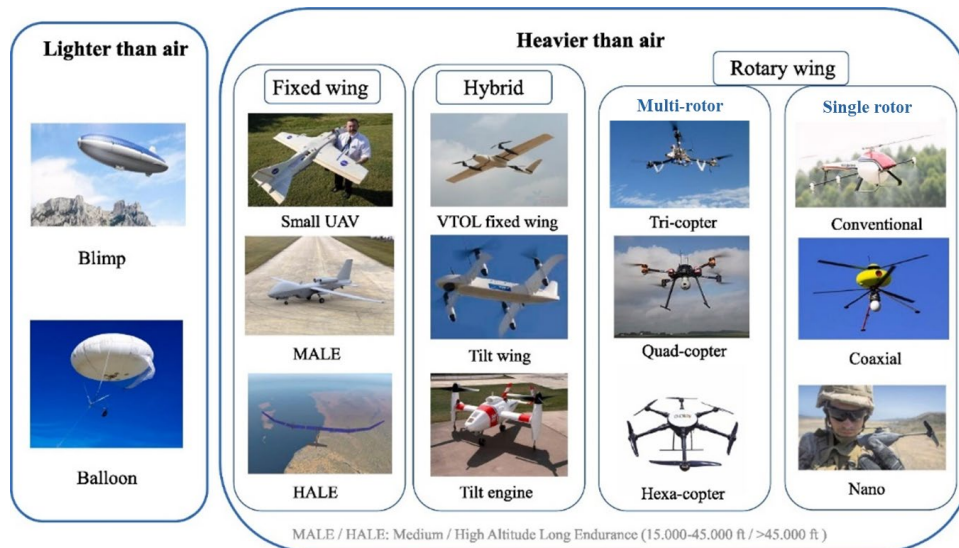 Lighter than air
Blimp
Balloon
Heavier than air
Fixed wing
Small UAV
MALE
HALE
Hybrid
VTOL fixed wing
Tilt wing
Tilt engine
Rotary wing
Multi-rotor
Tri-copter
Quad-copter
Hexa-copter
Single rotor
Conventional
Coaxial
Nano
MALE / HALE: Medium / High Altitude Long Endurance (15.000-45.000 ft / >45.000 ft )